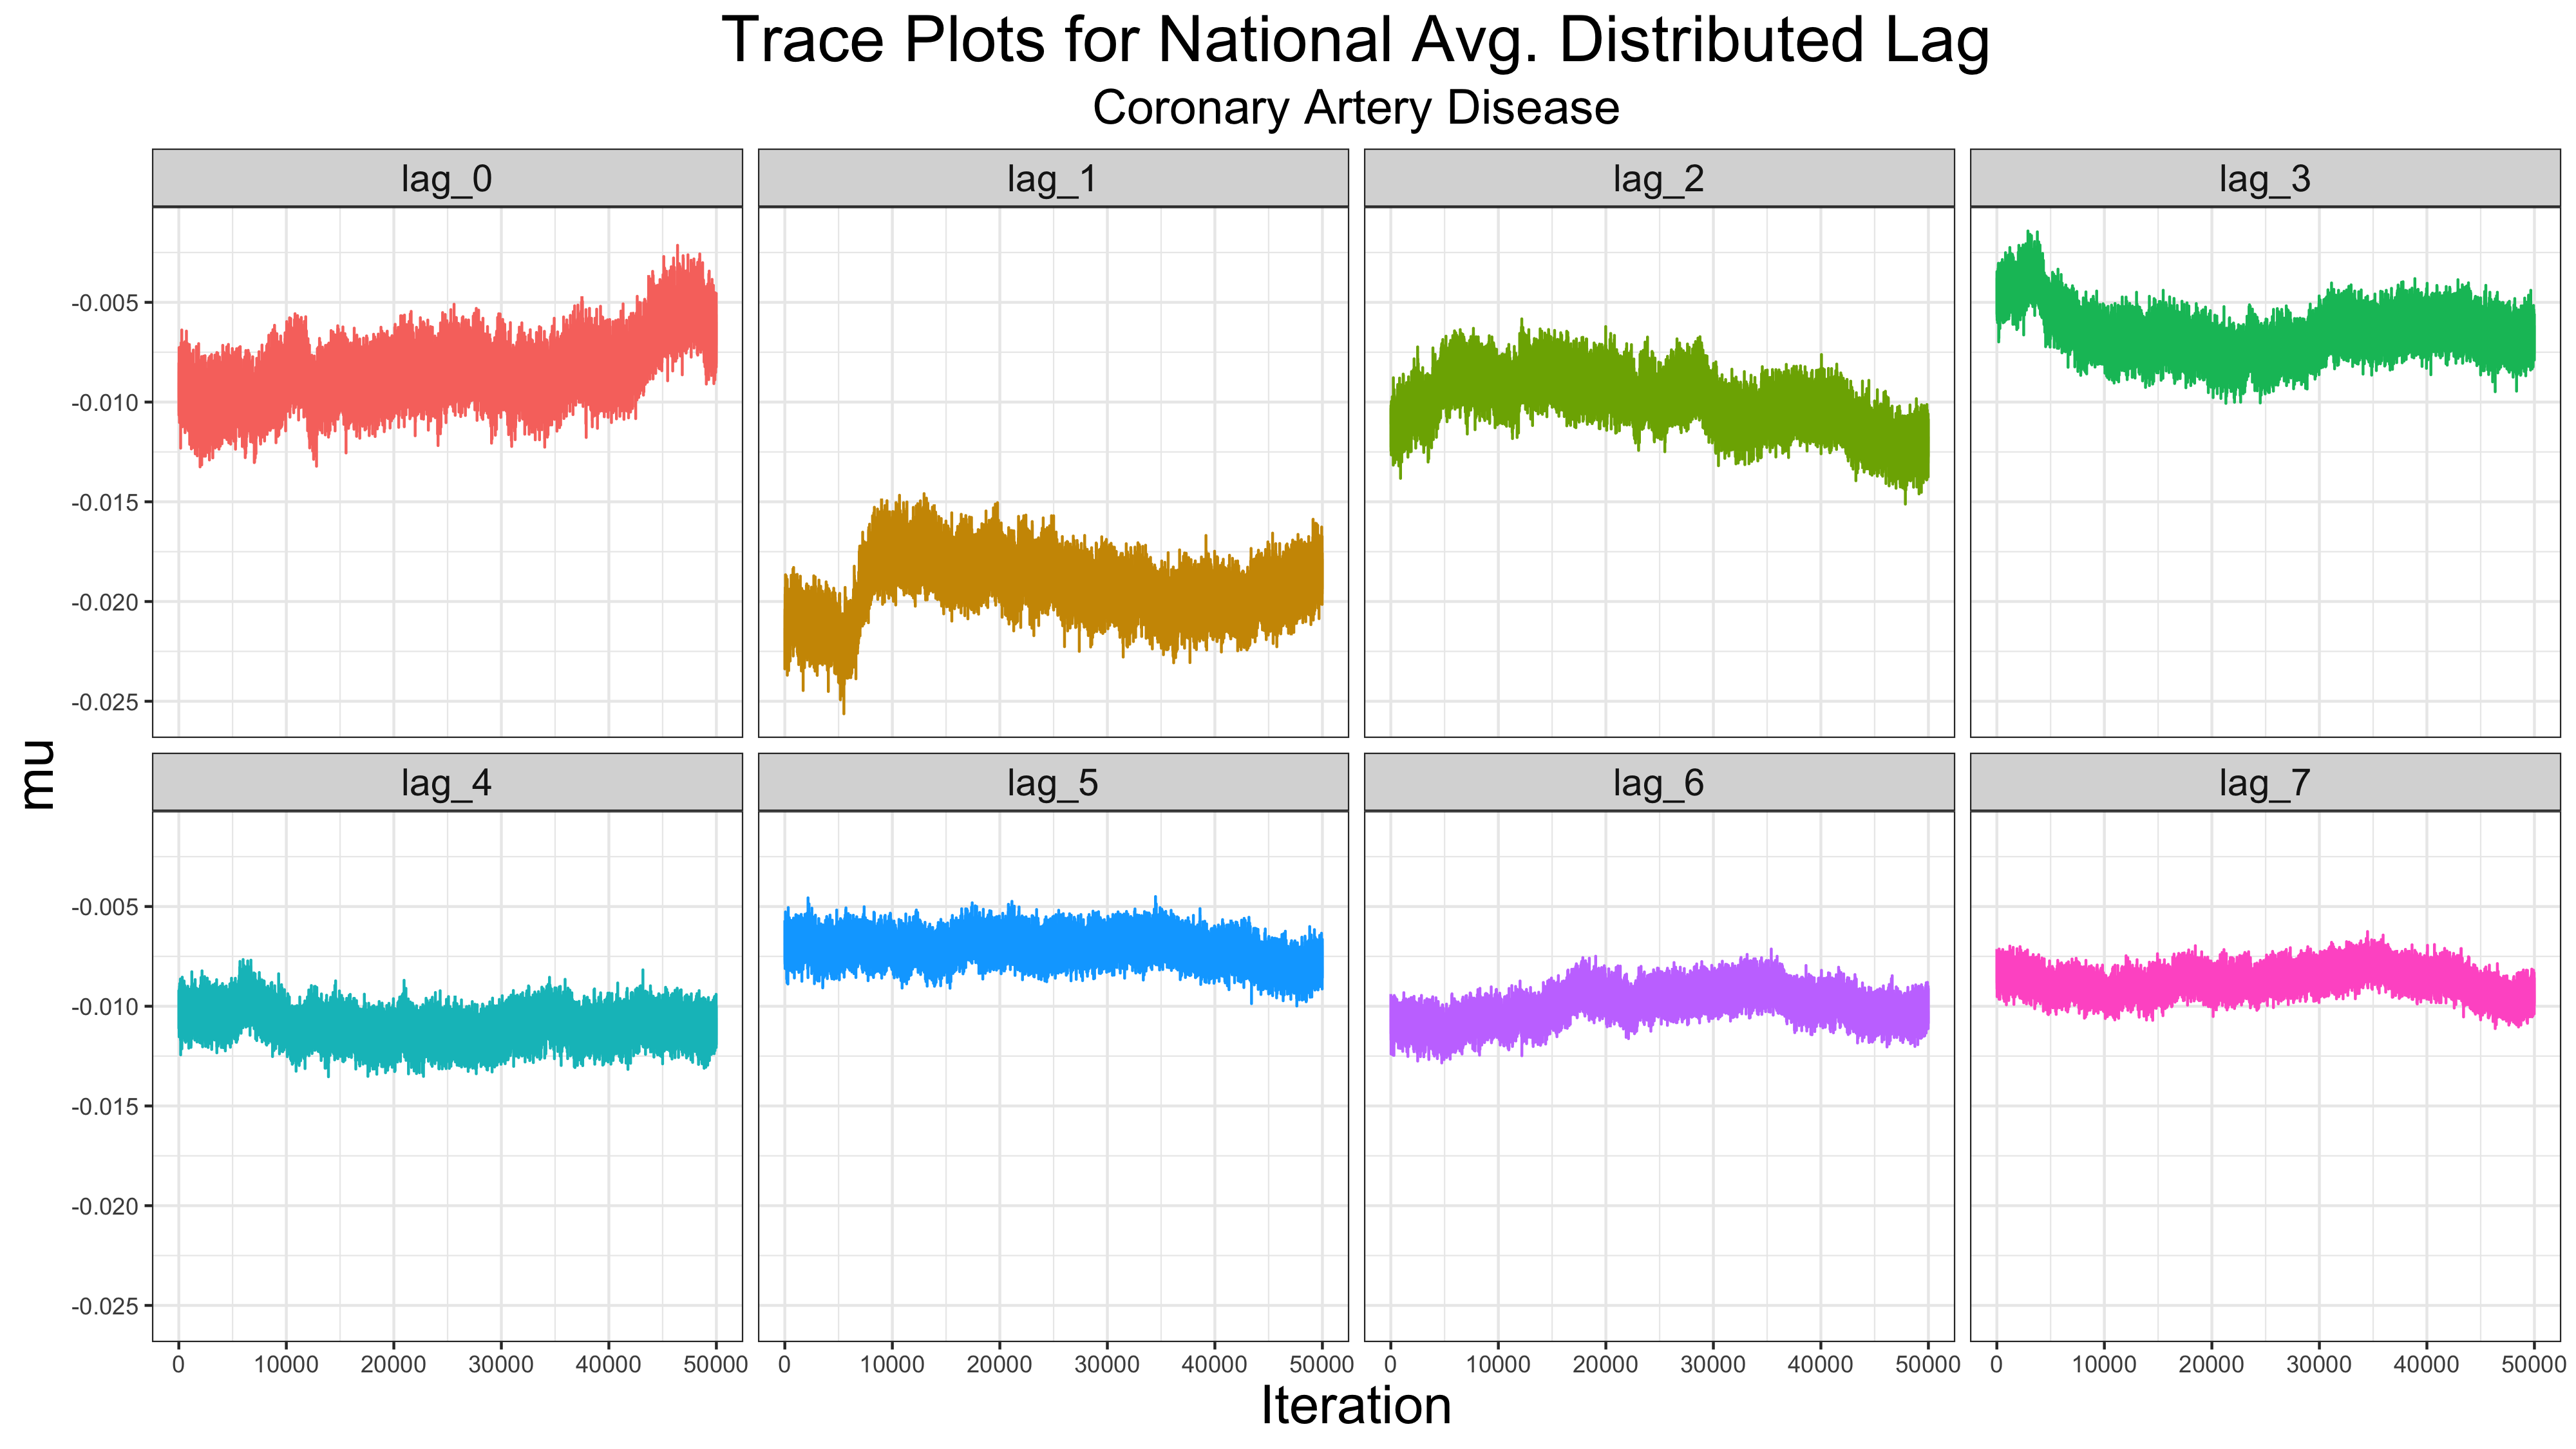 Trace Plots for National Avg. Distributed Lag
Coronary Artery Disease
lag_0 lag_1 lag_2 lag_3
-0.005
-0.010
-0.015
-0.020
-0.025
mu
lag_4 lag_5 lag_6 lag_7
-0.005
-0.010
-0.015
-0.020
-0.025
0 10000 20000 30000 40000 50000 0 10000 20000 30000 40000 50000 0 10000 20000 30000 40000 50000 0 10000 20000 30000 40000 50000
Iteration